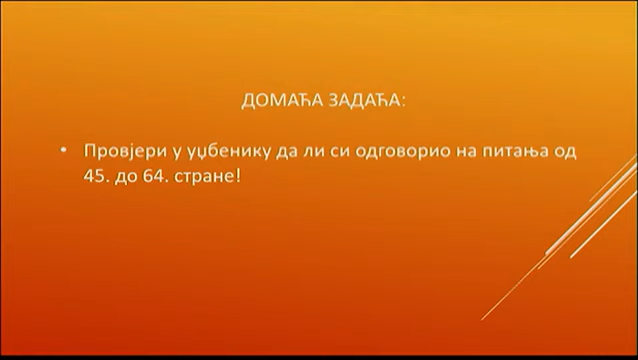 ДОМАЋА ЗАДАЋА:
• Провјери у уџбенику да ли си одговорио на питања од
45. до 64. стране!